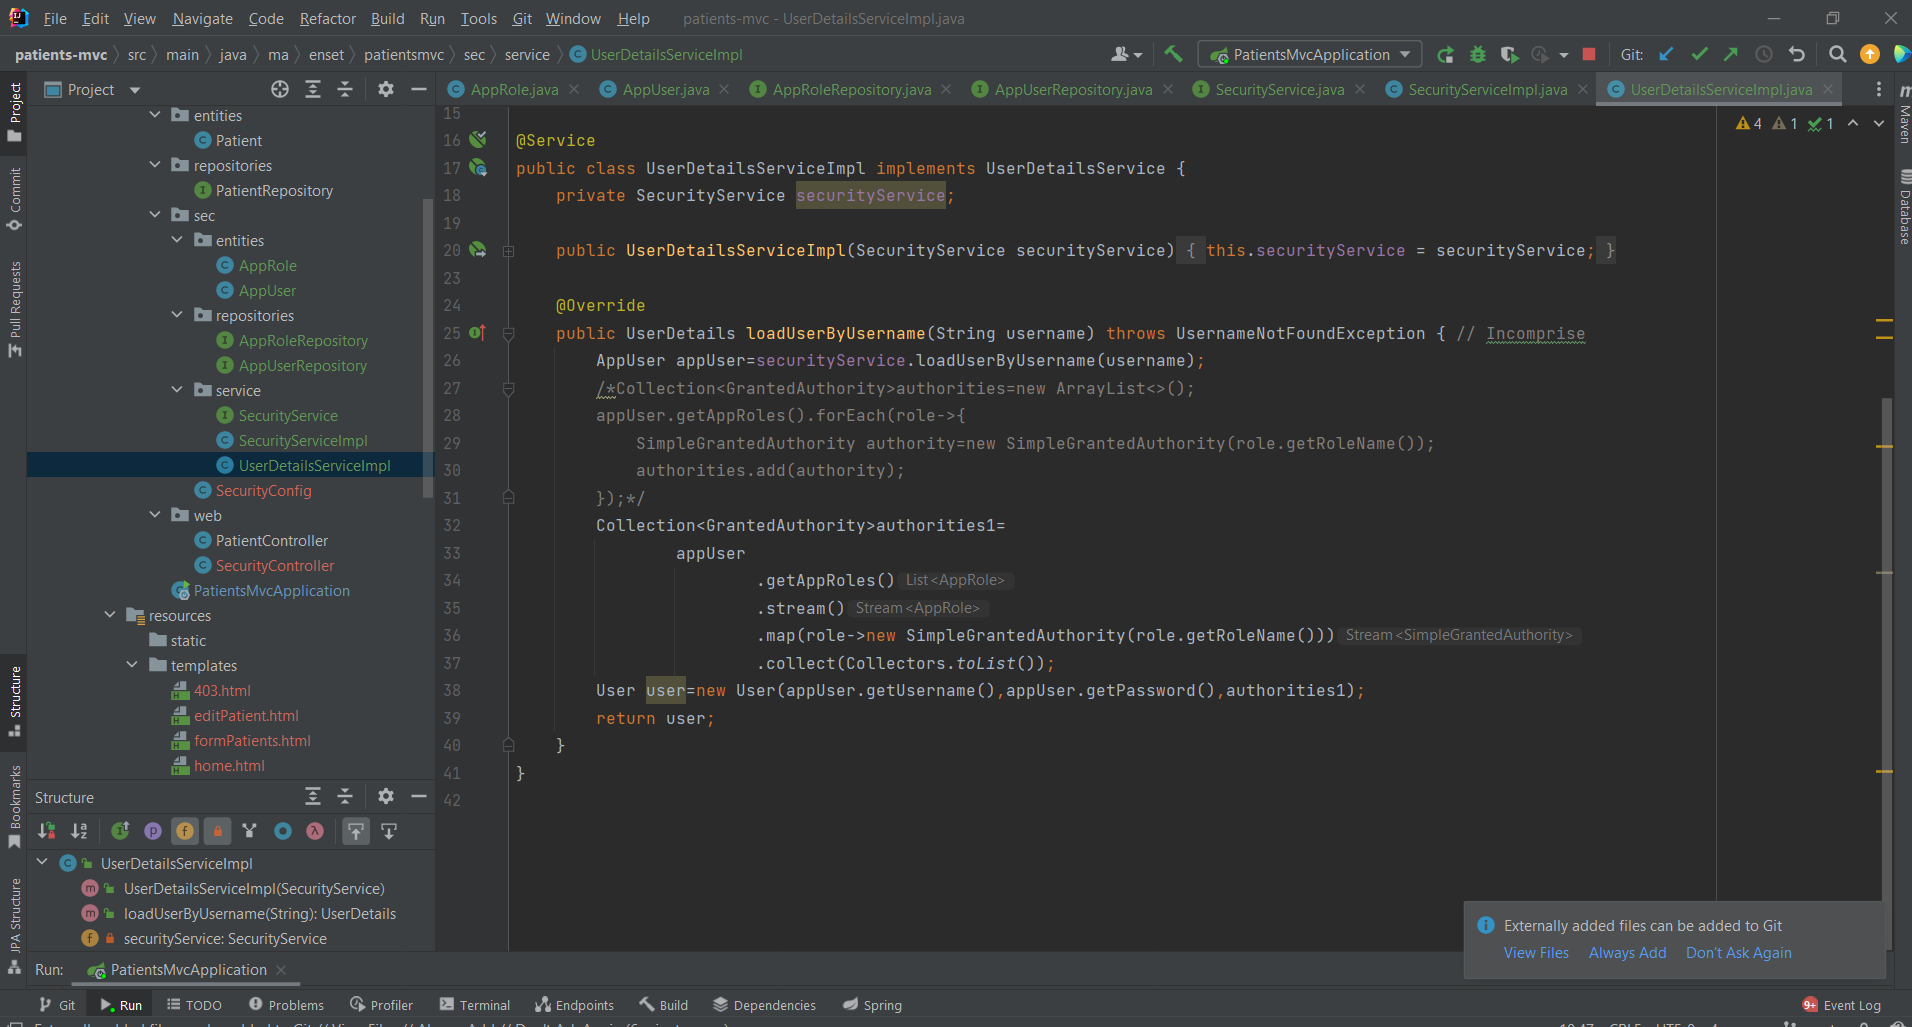 File Edit View Navigate Code Refactor Build Run Tools Git Window Help patients-mvc - UserDetailsServiceImpl.java
patients-mvc src main java ma enset patientsmvc sec service UserDetailsServiceImpl PatientsMvcApplication Git:
Project
AppRole.java AppUser.java AppRoleRepository.java AppUserRepository.java SecurityService.java SecurityServiceImpl.java UserDetailsServiceImpl.java
entities
Patient
repositories
PatientRepository
sec
entities
AppRole
AppUser
repositories
AppRoleRepository
AppUserRepository
service
SecurityService
SecurityServiceImpl
UserDetailsServiceImpl
SecurityConfig
web
PatientController
SecurityController
PatientsMvcApplication
resources
static
templates
403.html
editPatient.html
formPatients.html
home.html
4 1 1
15
16 @Service
17 public class UserDetailsServiceImpl implements UserDetailsService {
18 private SecurityService securityService;
19
20 public UserDetailsServiceImpl(SecurityService securityService) { this.securityService = securityService; }
23
24 @Override
25 public UserDetails loadUserByUsername(String username) throws UsernameNotFoundException { // Incomprise
26 AppUser appUser=securityService.loadUserByUsername(username);
27 /*Collection<GrantedAuthority>authorities=new ArrayList<>();
28 appUser.getAppRoles().forEach(role->{
29 SimpleGrantedAuthority authority=new SimpleGrantedAuthority(role.getRoleName());
30 authorities.add(authority);
31 });*/
32 Collection<GrantedAuthority>authorities1=
33 appUser
34 .getAppRoles() List<AppRole>
35 .stream() Stream<AppRole>
36 .map(role->new SimpleGrantedAuthority(role.getRoleName())) Stream<SimpleGrantedAuthority>
37 .collect(Collectors.toList());
38 User user=new User(appUser.getUsername(),appUser.getPassword(),authorities1);
39 return user;
40 }
41 }
42
Structure
UserDetailsServiceImpl
UserDetailsServiceImpl(SecurityService)
loadUserByUsername(String): UserDetails
securityService: SecurityService
Project
Commit
Pull Requests
Structure
Bookmarks
JPA Structure
Maven
Database
Externally added files can be added to Git
View Files Always Add Don't Ask Again
Run: PatientsMvcApplication
Git Run TODO Problems Profiler Terminal Endpoints Build Dependencies Spring 9+ Event Log